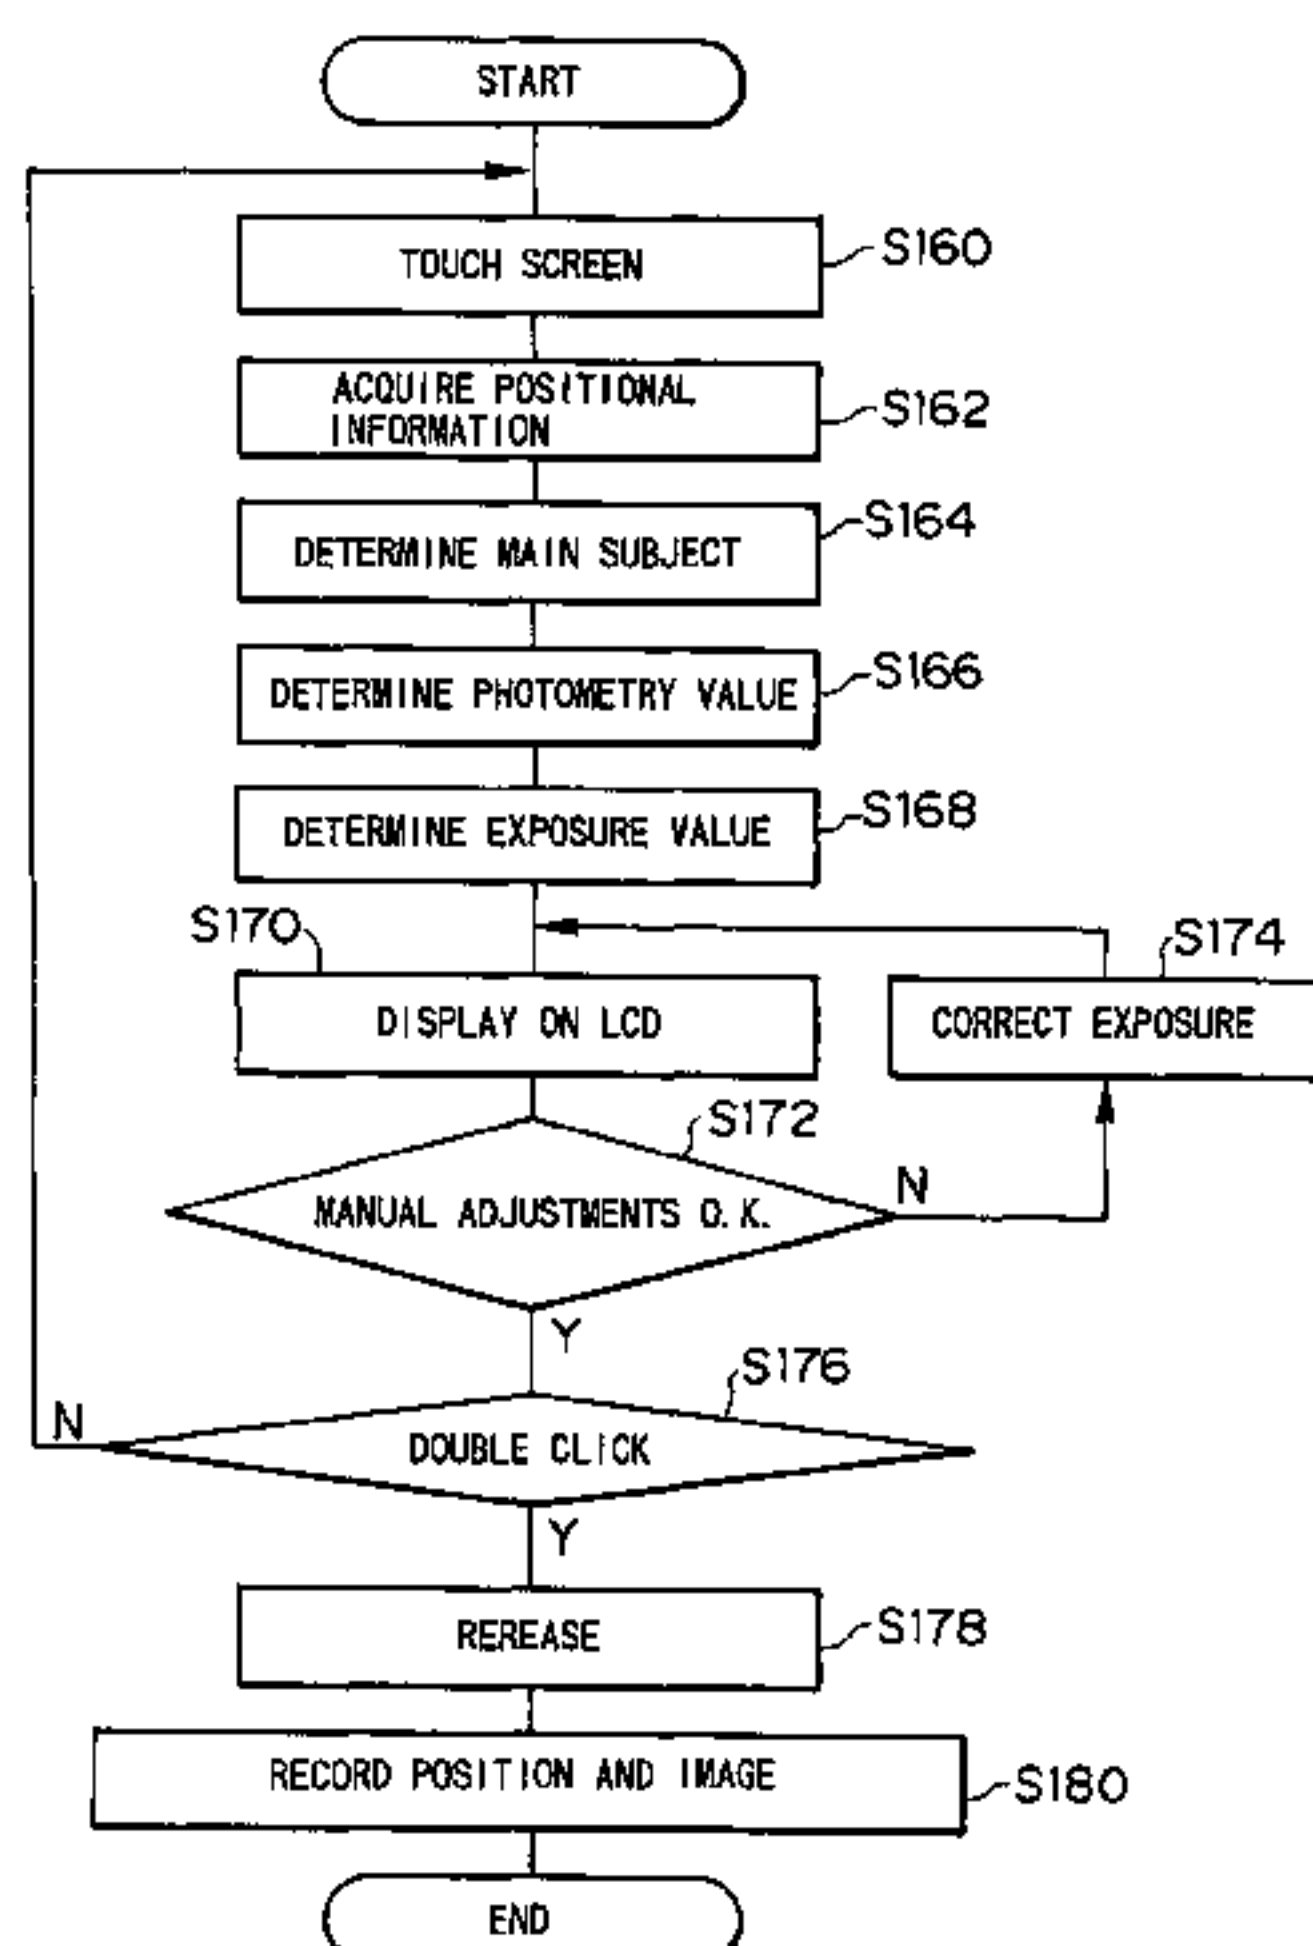 START
TOUCH SCREEN
S160
ACQUIRE POSITIONAL
INFORMATION
S162
DETERMINE MAIN SUBJECT
S164
DETERMINE PHOTOMETRY VALUE
S166
DETERMINE EXPOSURE VALUE
S168
S170
DISPLAY ON LCD
S174
CORRECT EXPOSURE
S172
MANUAL ADJUSTMENTS O.K.
N
Y
S176
DOUBLE CLICK
N
Y
REREASE
S178
RECORD POSITION AND IMAGE
S180
END